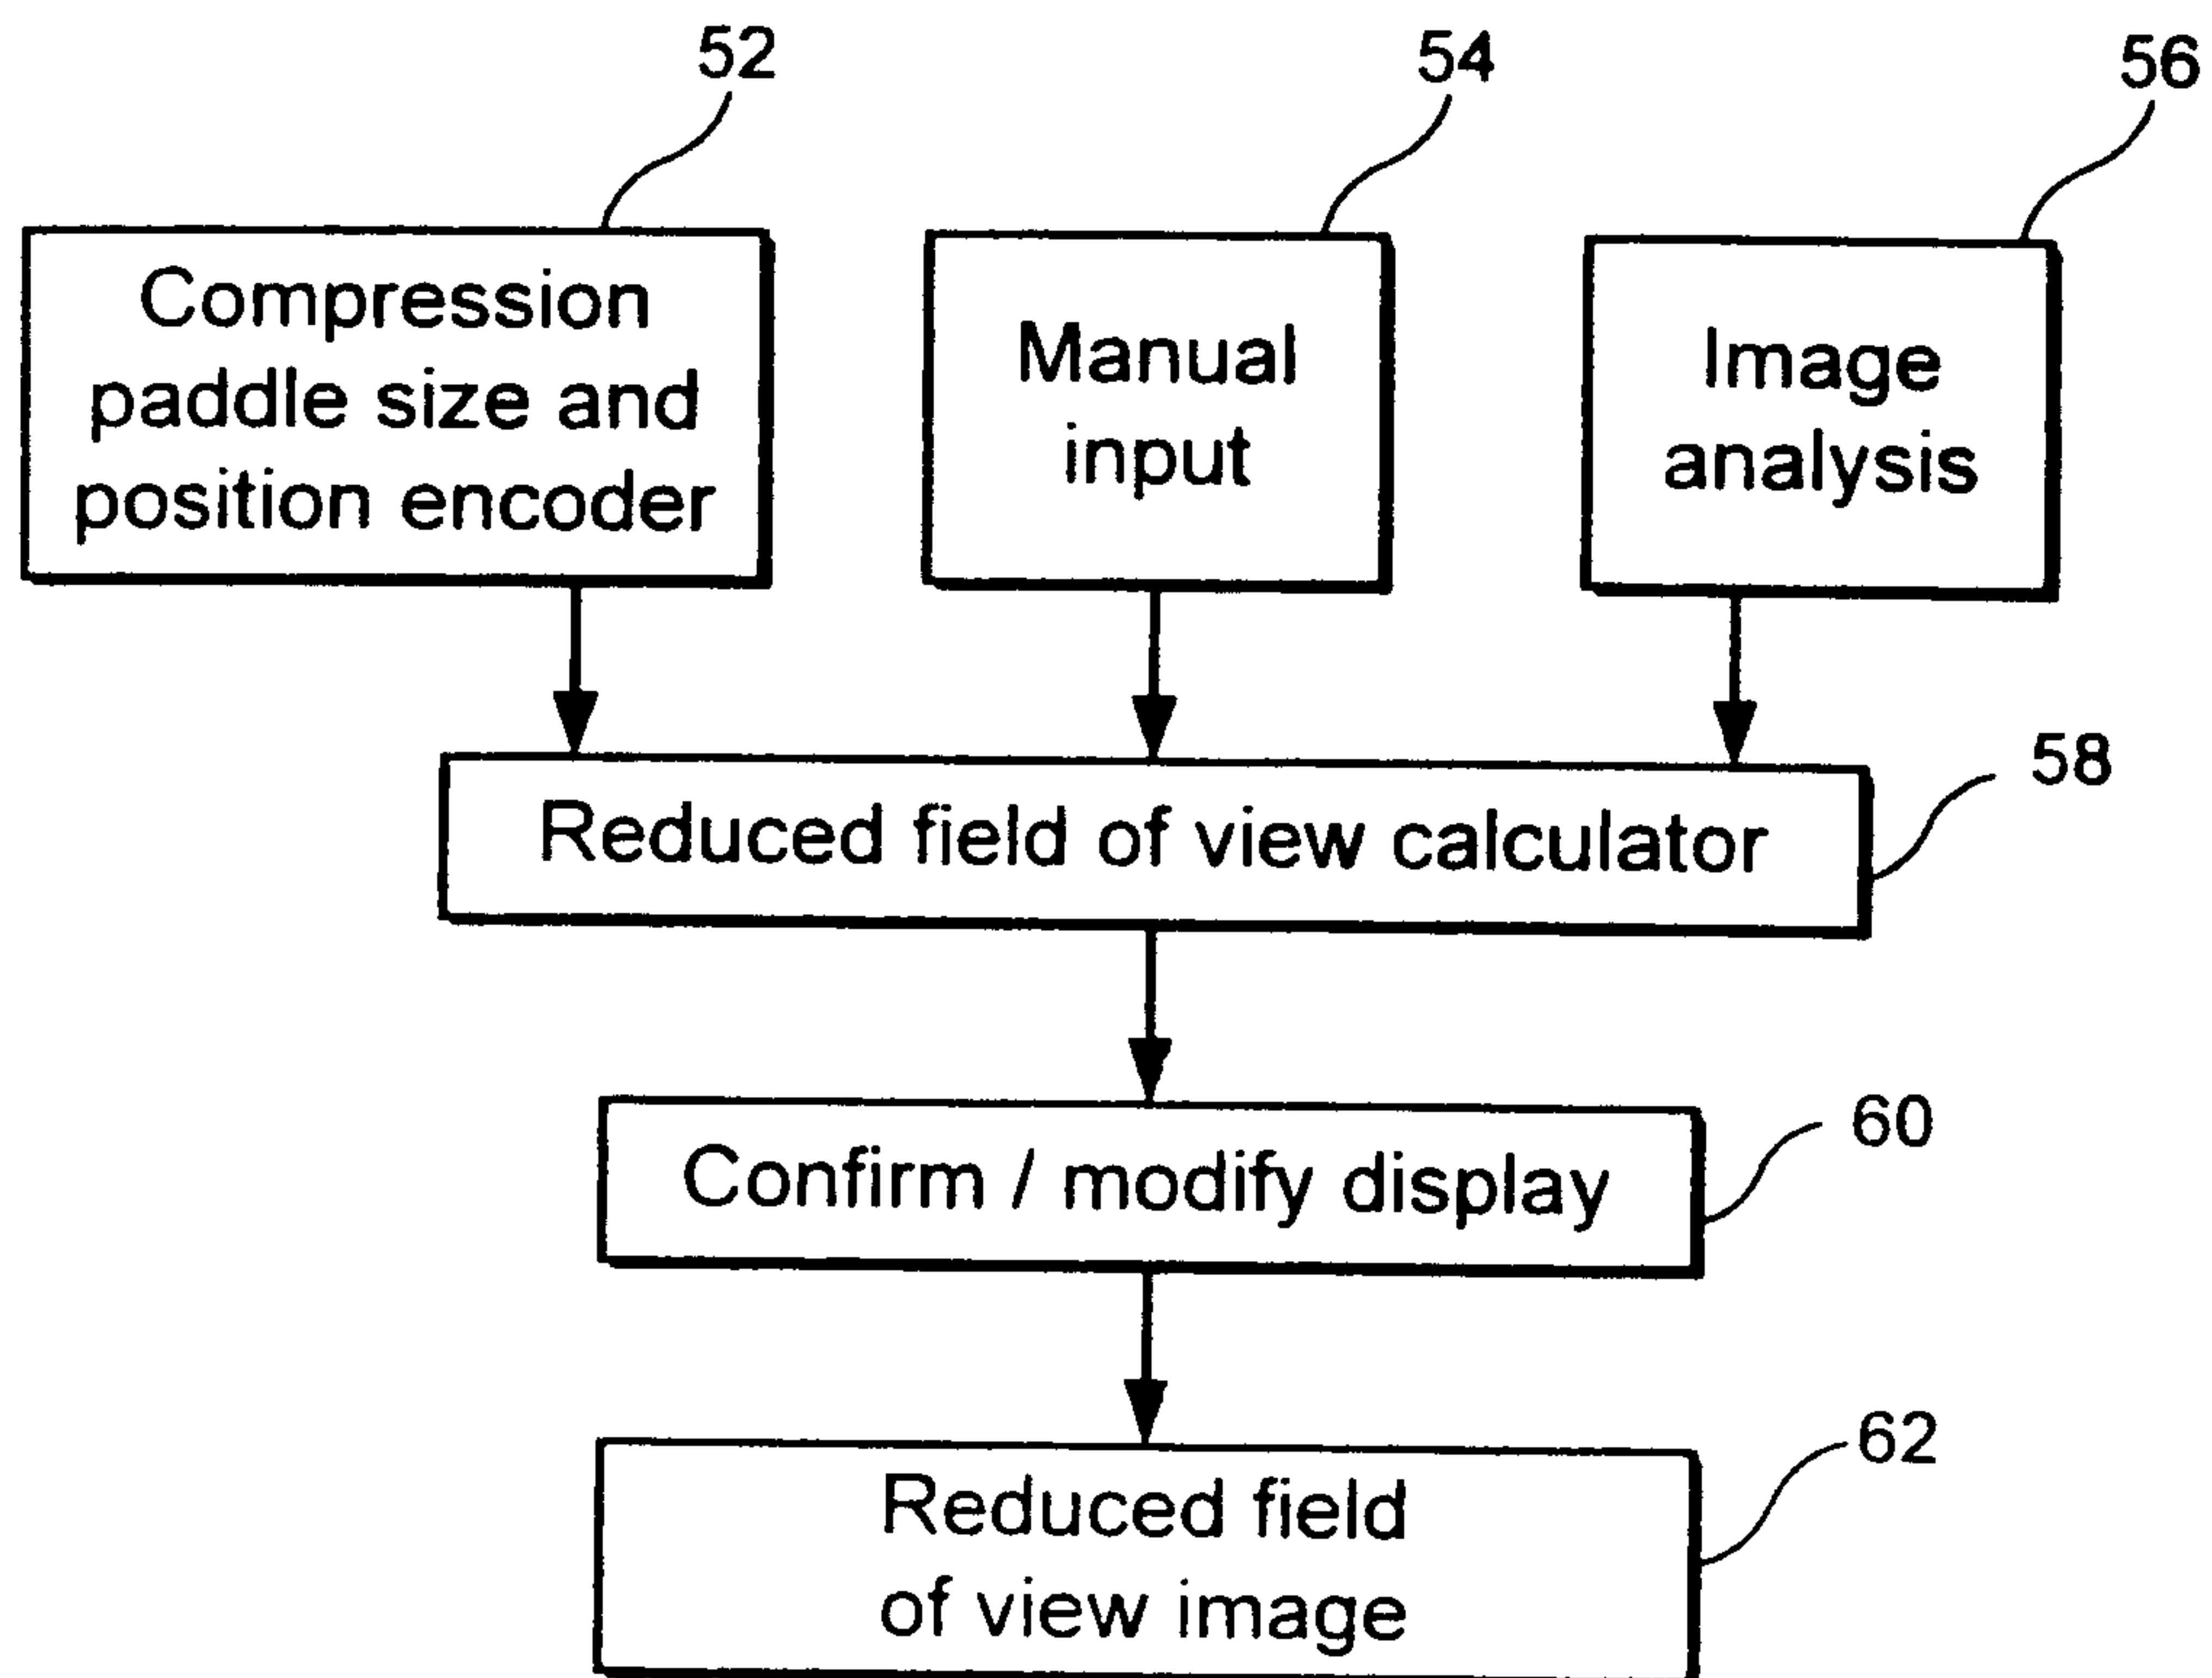 52
54
56
Compression
paddle size and
position encoder
Manual
input
Image
analysis
58
Reduced field of view calculator
60
Confirm / modify display
62
Reduced field
of view image